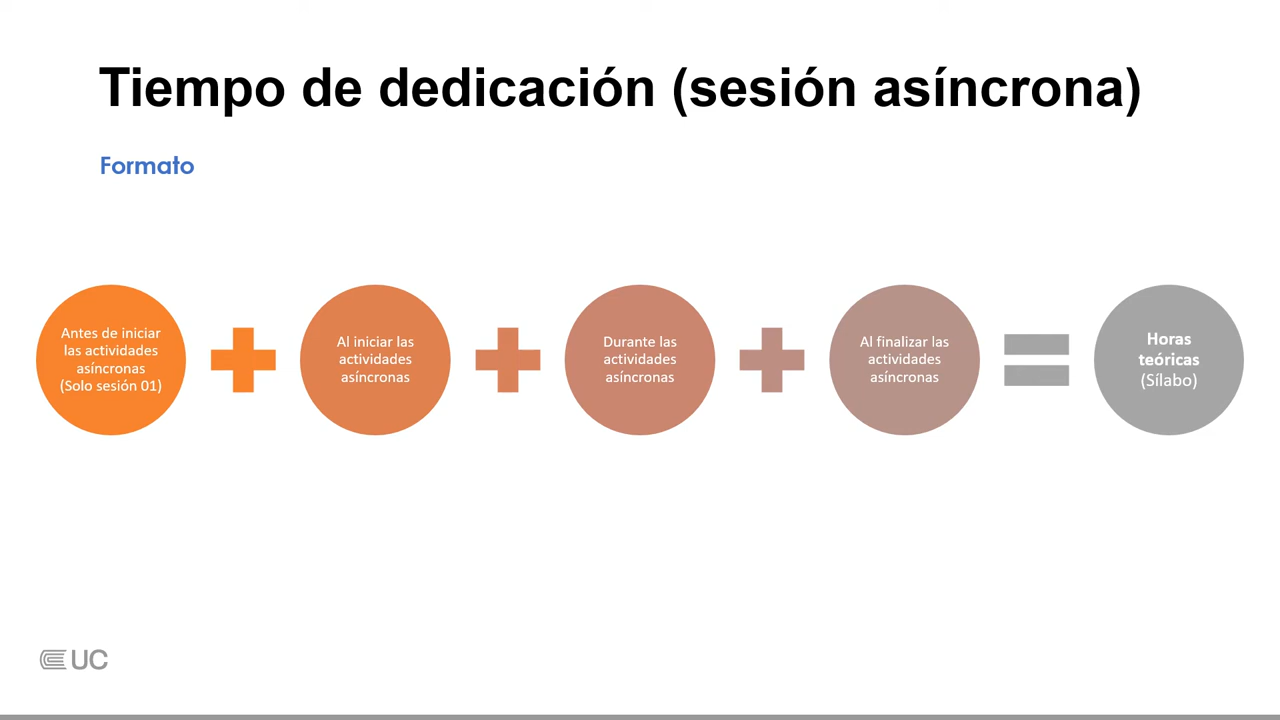 Tiempo de dedicación (sesión asíncrona)
Formato
Antes de iniciar
las actividades
asíncronas
(Solo sesión 01)
Al iniciar las
actividades
asíncronas
Durante las
actividades
asíncronas
Al finalizar las
actividades
asíncronas
Horas
teóricas
(Sílabo)
UC